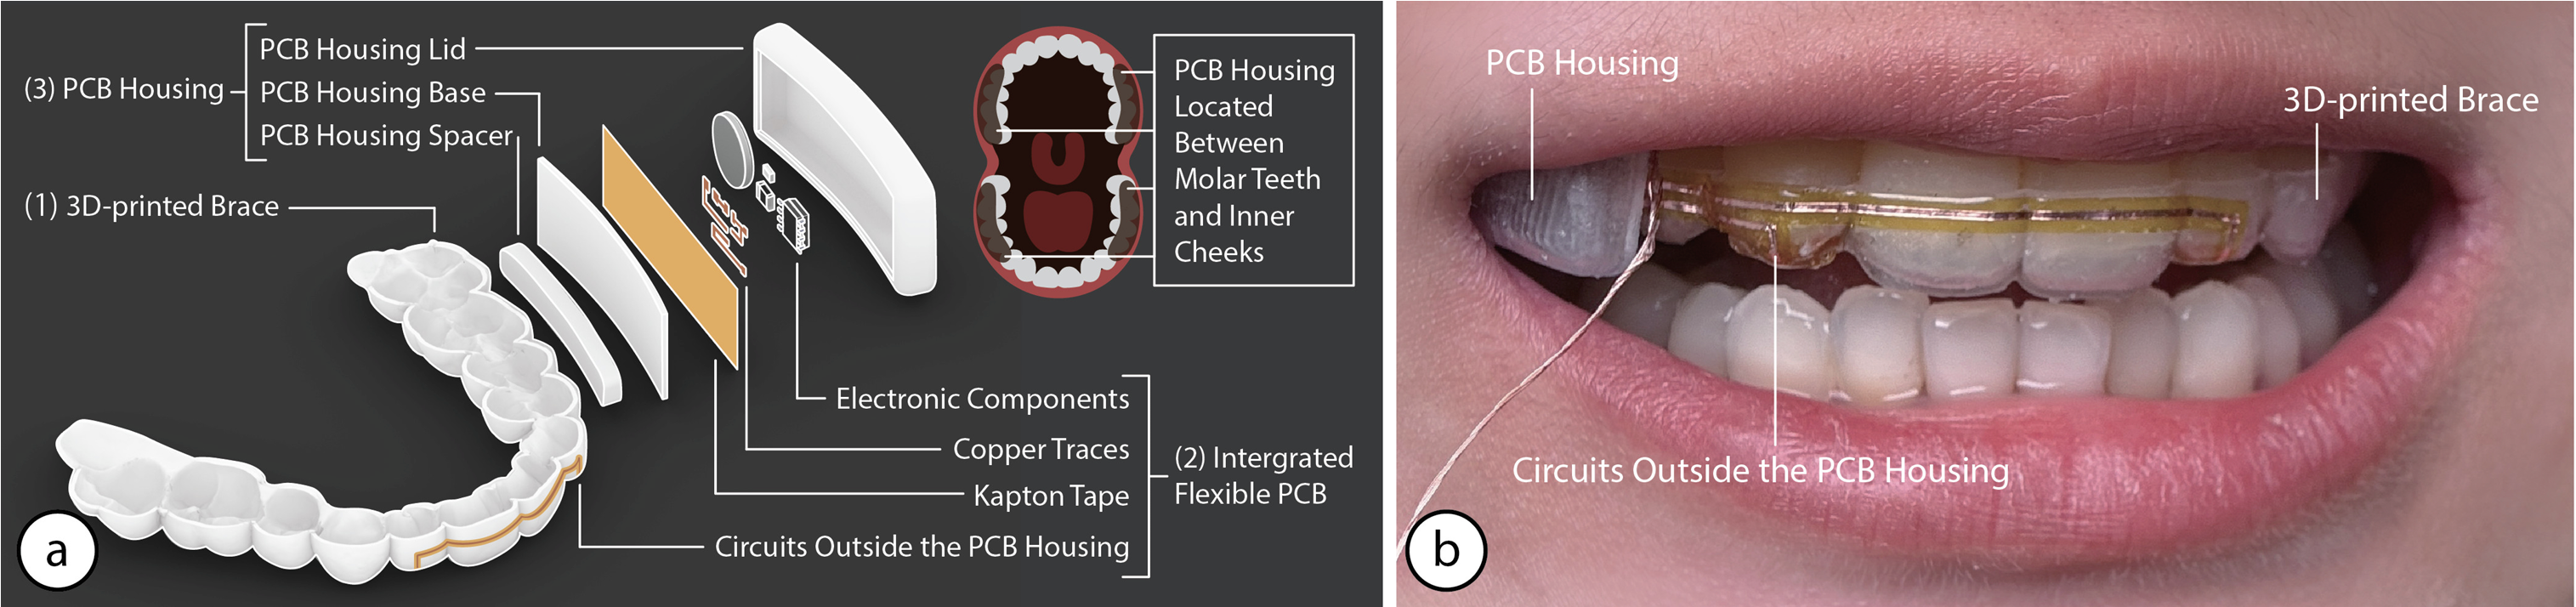 (3) PCB Housing
PCB Housing Lid
PCB Housing Base
PCB Housing Spacer
(1) 3D-printed Brace
PCB Housing
Located
Between
Molar Teeth
and Inner
Cheeks
Electronic Components
Copper Traces
Kapton Tape
Circuits Outside the PCB Housing
(2) Intergrated
Flexible PCB
a
PCB Housing
3D-printed Brace
Circuits Outside the PCB Housing
b